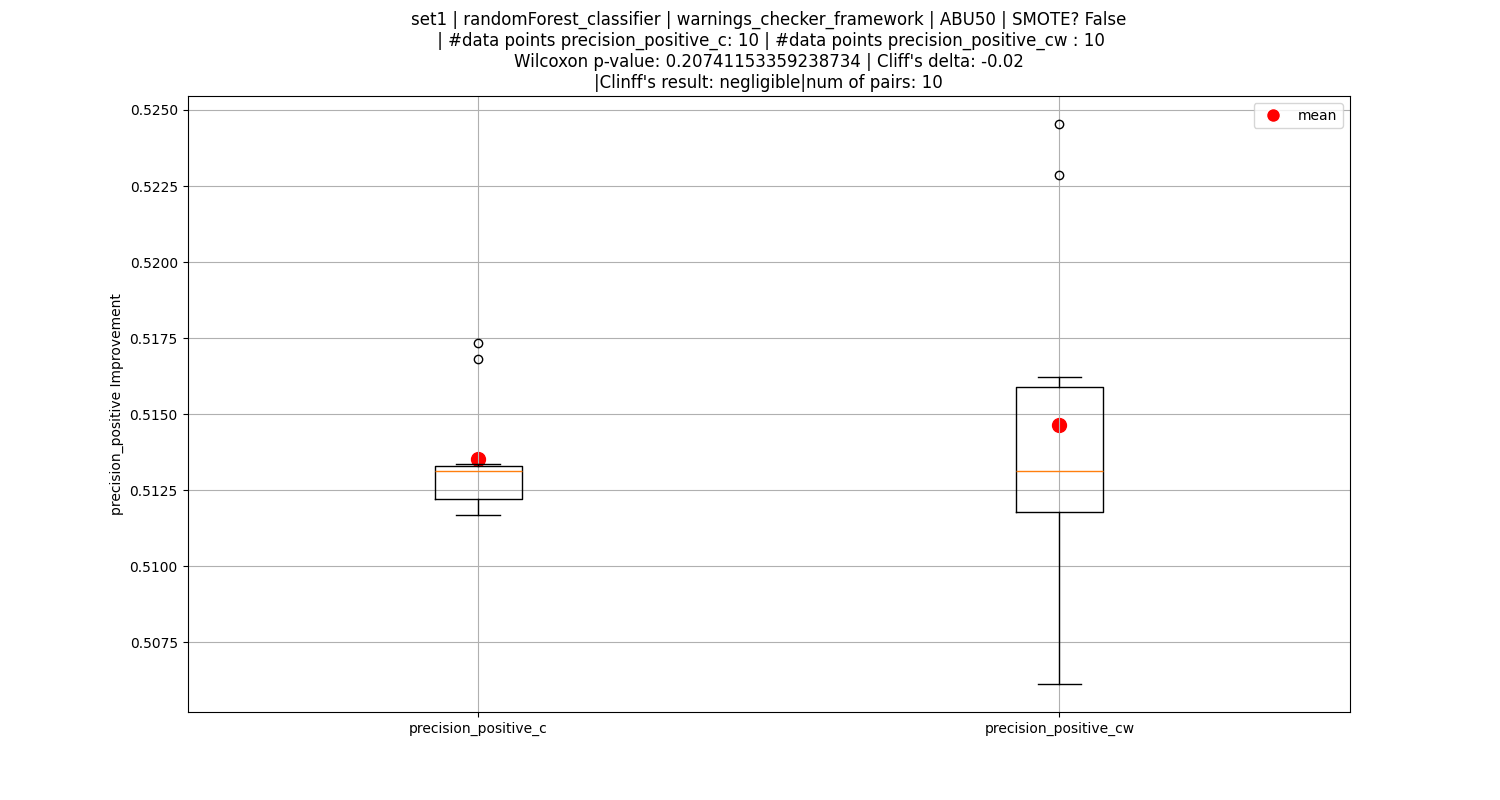 set1 | randomForest_classifier | warnings_checker_framework | ABU50 | SMOTE? False
| #data points precision_positive_c: 10 | #data points precision_positive_cw : 10
Wilcoxon p-value: 0.20741153359238734 | Cliff's delta: -0.02
|Clinff's result: negligible|num of pairs: 10
mean
0.5250
0.5225
0.5200
0.5175
0.5150
0.5125
0.5100
0.5075
precision_positive Improvement
precision_positive_c
precision_positive_cw